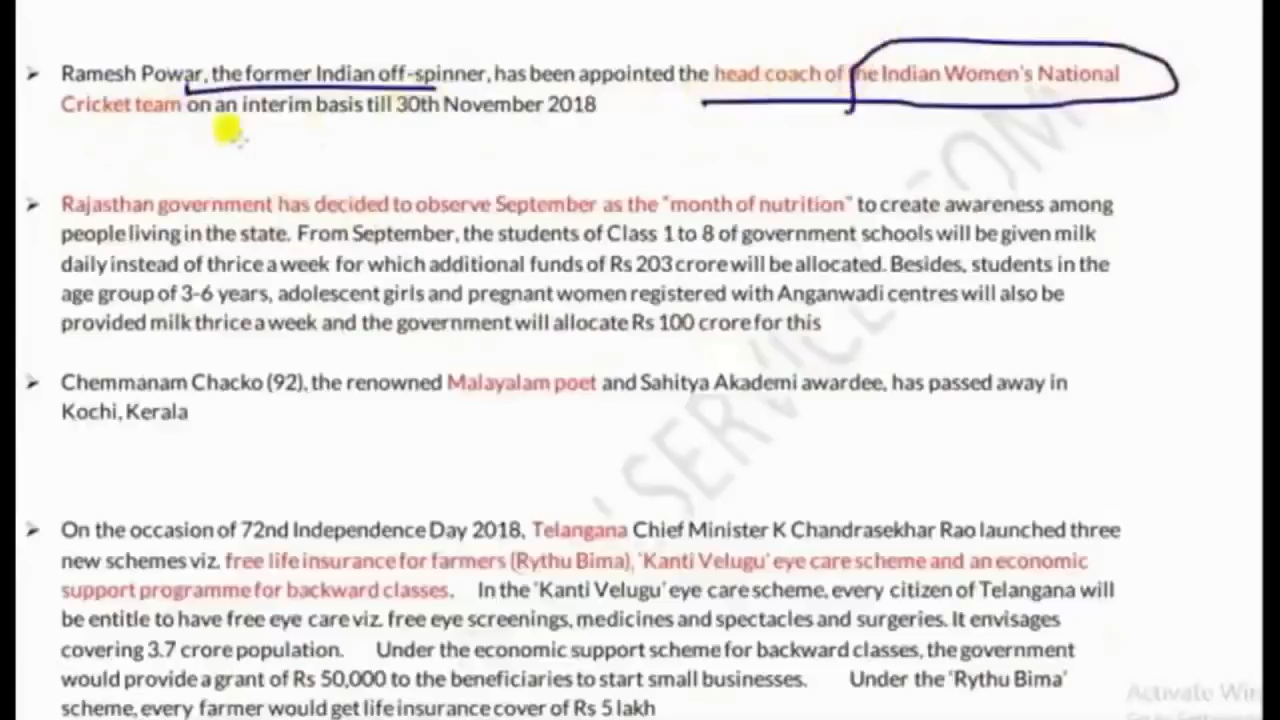 ➢ Ramesh Powar, the former Indian off-spinner, has been appointed the head coach of the Indian Women's National
Cricket team on an interim basis till 30th November 2018
➢ Rajasthan government has decided to observe September as the "month of nutrition" to create awareness among
people living in the state. From September, the students of Class 1 to 8 of government schools will be given milk
daily instead of thrice a week for which additional funds of Rs 203 crore will be allocated. Besides, students in the
age group of 3-6 years, adolescent girls and pregnant women registered with Anganwadi centres will also be
provided milk thrice a week and the government will allocate Rs 100 crore for this
➢ Chemmanam Chacko (92), the renowned Malayalam poet and Sahitya Akademi awardee, has passed away in
Kochi, Kerala
➢ On the occasion of 72nd Independence Day 2018, Telangana Chief Minister K Chandrasekhar Rao launched three
new schemes viz. free life insurance for farmers (Rythu Bima), 'Kanti Velugu' eye care scheme and an economic
support programme for backward classes. In the 'Kanti Velugu' eye care scheme, every citizen of Telangana will
be entitle to have free eye care viz. free eye screenings, medicines and spectacles and surgeries. It envisages
covering 3.7 crore population. Under the economic support scheme for backward classes, the government
would provide a grant of Rs 50,000 to the beneficiaries to start small businesses. Under the 'Rythu Bima'
scheme, every farmer would get life insurance cover of Rs 5 lakh
SERVICE.COM
Activate Win